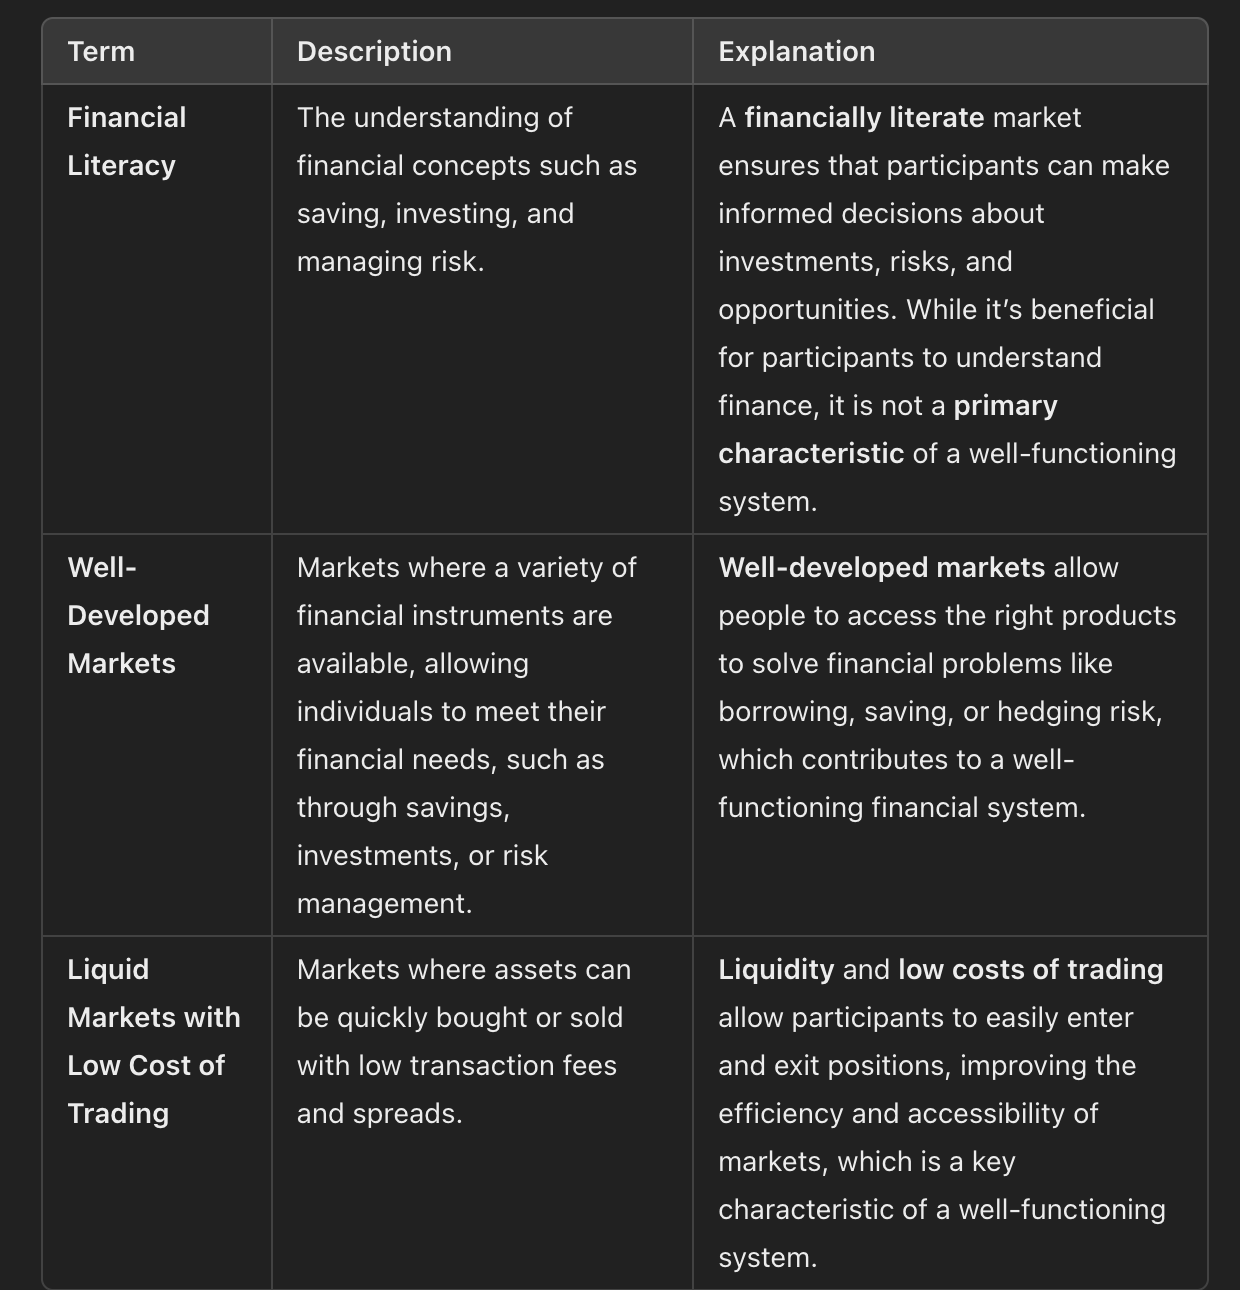 Term
Description
Explanation
Financial
Literacy
The understanding of
financial concepts such as
saving, investing, and
managing risk.
A financially literate market
ensures that participants can make
informed decisions about
investments, risks, and
opportunities. While it’s beneficial
for participants to understand
finance, it is not a primary
characteristic of a well-functioning
system.
Well-
Developed
Markets
Markets where a variety of
financial instruments are
available, allowing
individuals to meet their
financial needs, such as
through savings,
investments, or risk
management.
Well-developed markets allow
people to access the right products
to solve financial problems like
borrowing, saving, or hedging risk,
which contributes to a well-
functioning financial system.
Liquid
Markets with
Low Cost of
Trading
Markets where assets can
be quickly bought or sold
with low transaction fees
and spreads.
Liquidity and low costs of trading
allow participants to easily enter
and exit positions, improving the
efficiency and accessibility of
markets, which is a key
characteristic of a well-functioning
system.